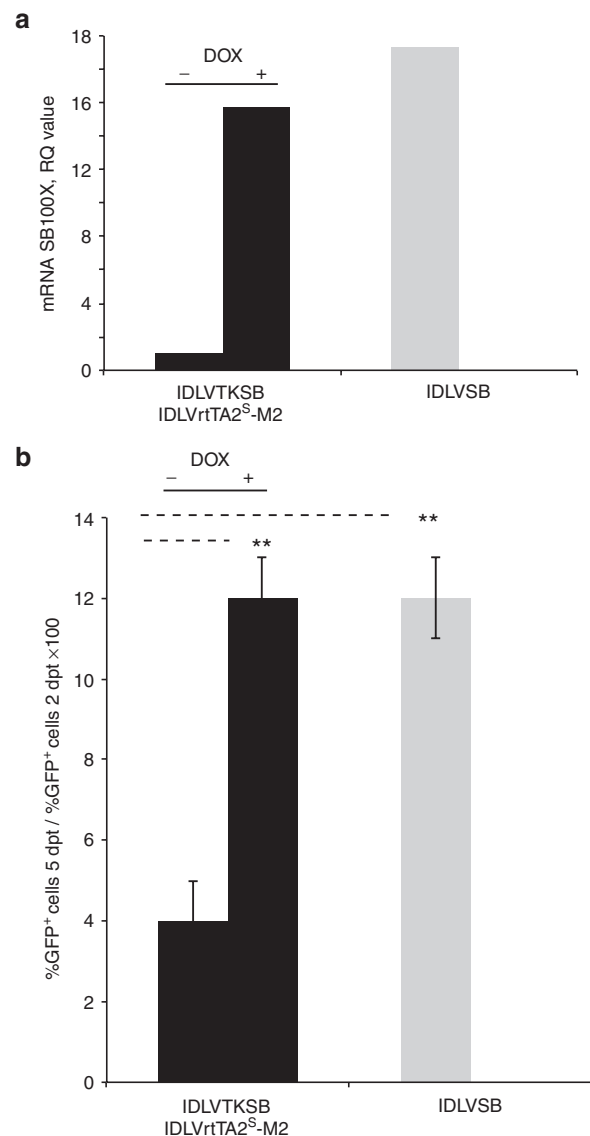 a
mRNA SB100X, RQ value
18
16
12
8
4
0
DOX
– +
IDLVTKSB
IDLVrtTA2S-M2
IDLVSB
b
%GFP+ cells 5 dpt / %GFP+ cells 2 dpt ×100
DOX
– +
14
12
10
8
6
4
2
0
**
**
IDLVTKSB
IDLVrtTA2S-M2
IDLVSB